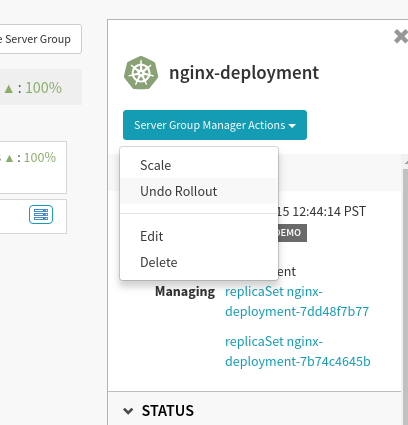 e Server Group
▲ : 100%
nginx-deployment
Server Group Manager Actions
▲ : 100%
Scale
Undo Rollout
15 12:44:14 PST
Edit
DEMO
Delete
Managing
replicaSet nginx-
deployment-7dd48f7b77
replicaSet nginx-
deployment-7b74c4645b
STATUS